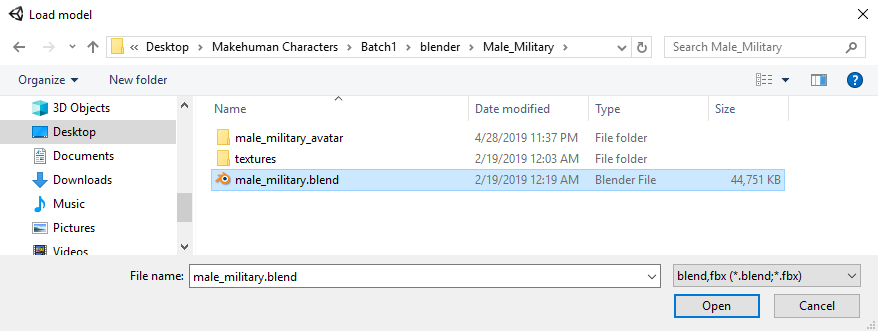 Load model
« Desktop > Makehuman Characters > Batch1 > blender > Male_Military >
Search Male_Military
Organize
New folder
?
3D Objects
Desktop
Documents
Downloads
Music
Pictures
Videos
Name Date modified Type Size
male_military_avatar 4/28/2019 11:37 PM File folder
textures 2/19/2019 12:03 AM File folder
male_military.blend 2/19/2019 12:19 AM Blender File 44,751 KB
File name: male_military.blend
blend,fbx (*.blend;*.fbx)
Open
Cancel